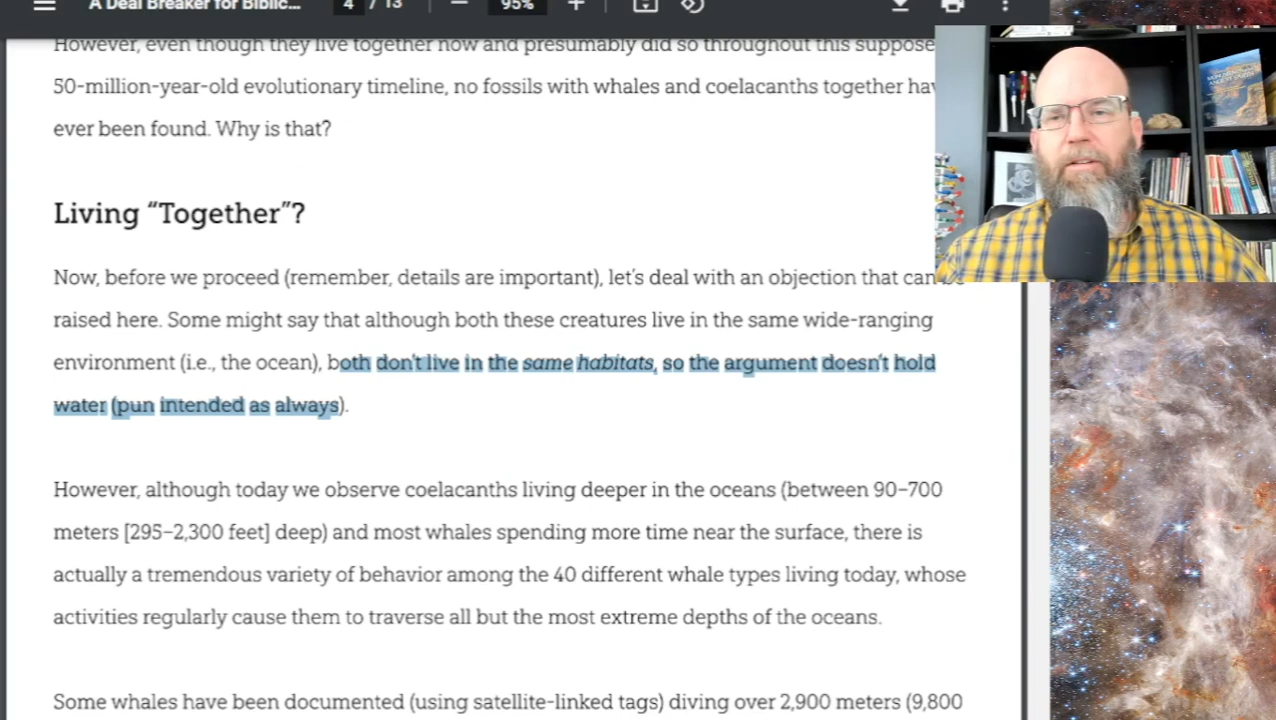 A Deal Breaker for Biblic...
4 / 13
95%
However, even though they live together now and presumably did so throughout this suppose
50-million-year-old evolutionary timeline, no fossils with whales and coelacanths together hav
ever been found. Why is that?
Living “Together”?
Now, before we proceed (remember, details are important), let’s deal with an objection that can be
raised here. Some might say that although both these creatures live in the same wide-ranging
environment (i.e., the ocean), both don’t live in the same habitats, so the argument doesn’t hold
water (pun intended as always).
However, although today we observe coelacanths living deeper in the oceans (between 90–700
meters [295–2,300 feet] deep) and most whales spending more time near the surface, there is
actually a tremendous variety of behavior among the 40 different whale types living today, whose
activities regularly cause them to traverse all but the most extreme depths of the oceans.
Some whales have been documented (using satellite-linked tags) diving over 2,900 meters (9,800